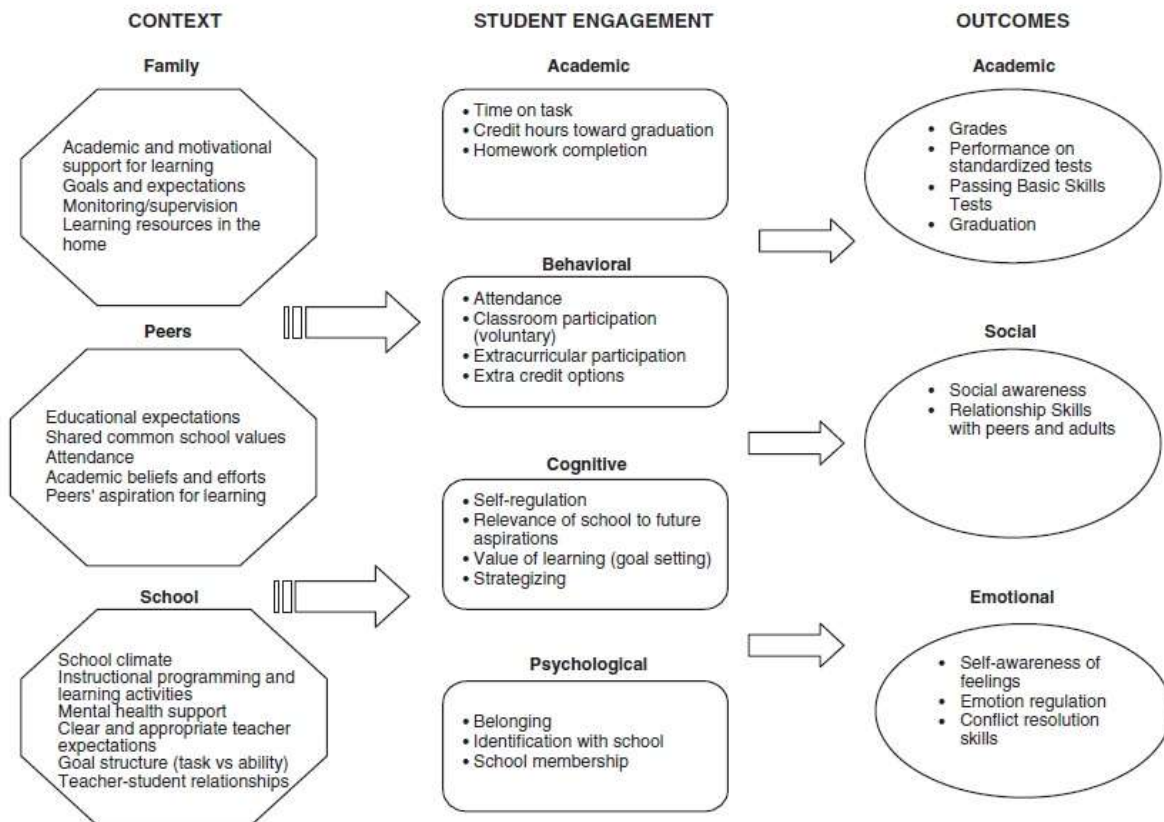 CONTEXT
Family
Academic and motivational
support for learning
Goals and expectations
Monitoring/supervision
Learning resources in the
home
Peers
Educational expectations
Shared common school values
Attendance
Academic beliefs and efforts
Peers' aspiration for learning
School
School climate
Instructional programming and
learning activities
Mental health support
Clear and appropriate teacher
expectations
Goal structure (task vs ability)
Teacher-student relationships
STUDENT ENGAGEMENT
Academic
• Time on task
• Credit hours toward graduation
• Homework completion
Behavioral
• Attendance
• Classroom participation
(voluntary)
• Extracurricular participation
• Extra credit options
Cognitive
• Self-regulation
• Relevance of school to future
aspirations
• Value of learning (goal setting)
• Strategizing
Psychological
• Belonging
• Identification with school
• School membership
OUTCOMES
Academic
• Grades
• Performance on
standardized tests
• Passing Basic Skills
Tests
• Graduation
Social
• Social awareness
• Relationship Skills
with peers and adults
Emotional
• Self-awareness of
feelings
• Emotion regulation
• Conflict resolution
skills